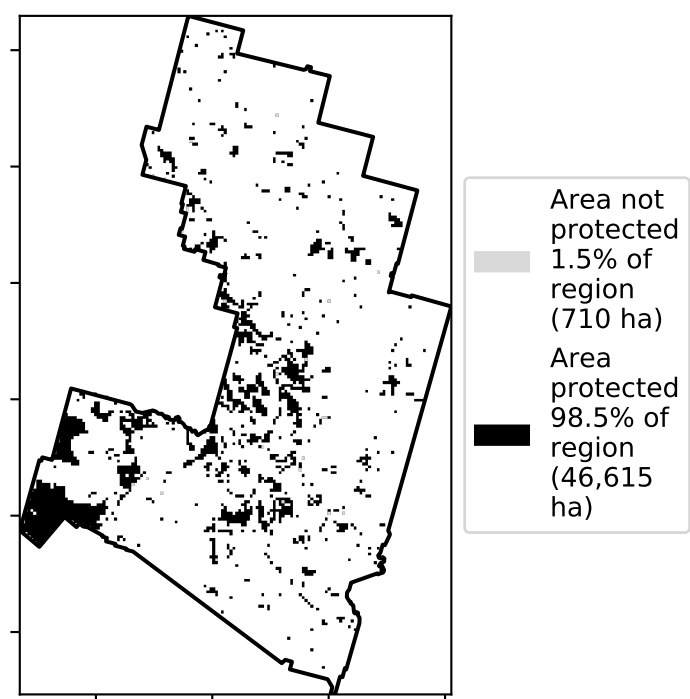 Area not
protected
1.5% of
region
(710 ha)
Area
protected
98.5% of
region
(46,615
ha)